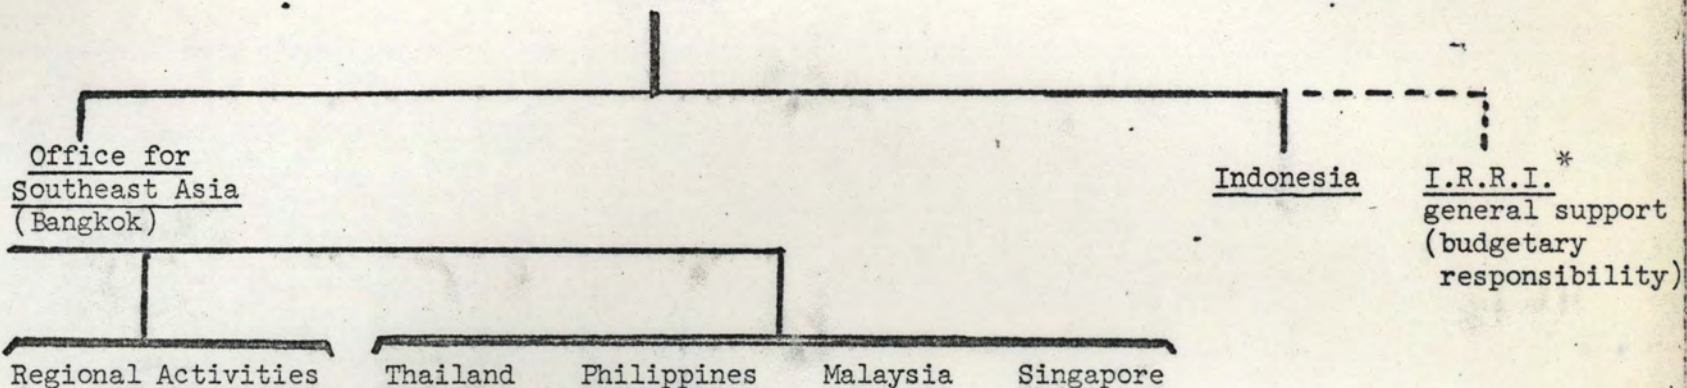 Office for
Southeast Asia
(Bangkok)
Indonesia
I.R.R.I.*
general support
(budgetary
responsibility)
Regional Activities Thailand Philippines Malaysia Singapore